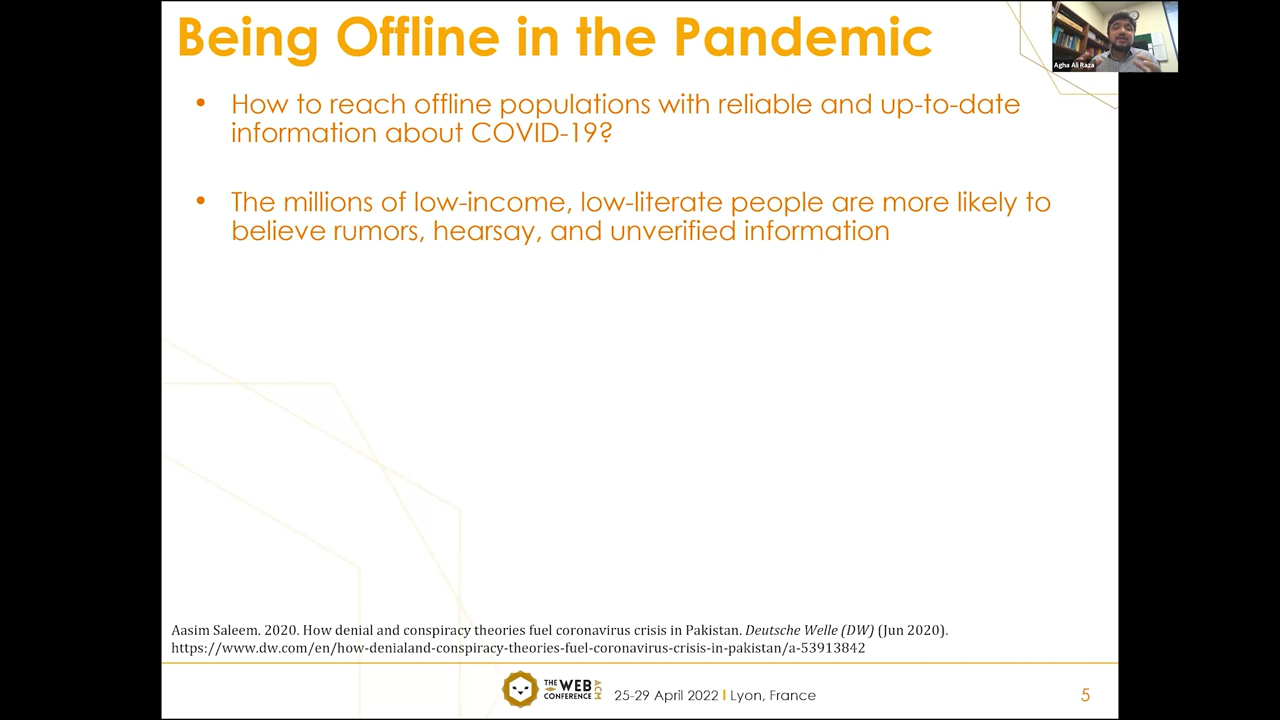 Being Offline in the Pandemic
Agha Ali Raza
• How to reach offline populations with reliable and up-to-date
information about COVID-19?
• The millions of low-income, low-literate people are more likely to
believe rumors, hearsay, and unverified information
Aasim Saleem. 2020. How denial and conspiracy theories fuel coronavirus crisis in Pakistan. Deutsche Welle (DW) (Jun 2020).
https://www.dw.com/en/how-denialand-conspiracy-theories-fuel-coronavirus-crisis-in-pakistan/a-53913842
THE WEB CONFERENCE ACM
25-29 April 2022 I Lyon, France
5